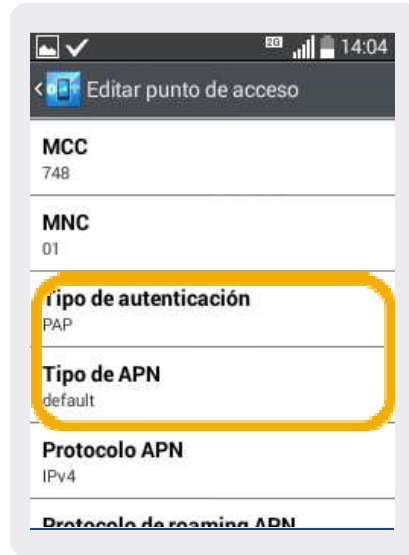 2G 14:04
Editar punto de acceso
MCC
748
MNC
01
Tipo de autenticación
PAP
Tipo de APN
default
Protocolo APN
IPv4
Protocolo de roaming APN